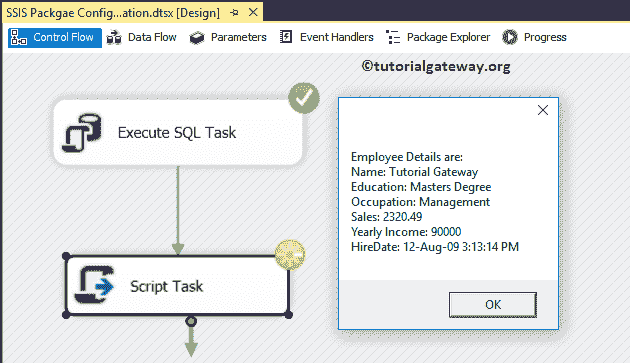 SSIS Packgae Config...ation.dtsx [Design]
Control Flow
Data Flow
Parameters
Event Handlers
Package Explorer
Progress
©tutorialgateway.org
Execute SQL Task
Employee Details are:
Name: Tutorial Gateway
Education: Masters Degree
Occupation: Management
Sales: 2320.49
Yearly Income: 90000
HireDate: 12-Aug-09 3:13:14 PM
Script Task
OK